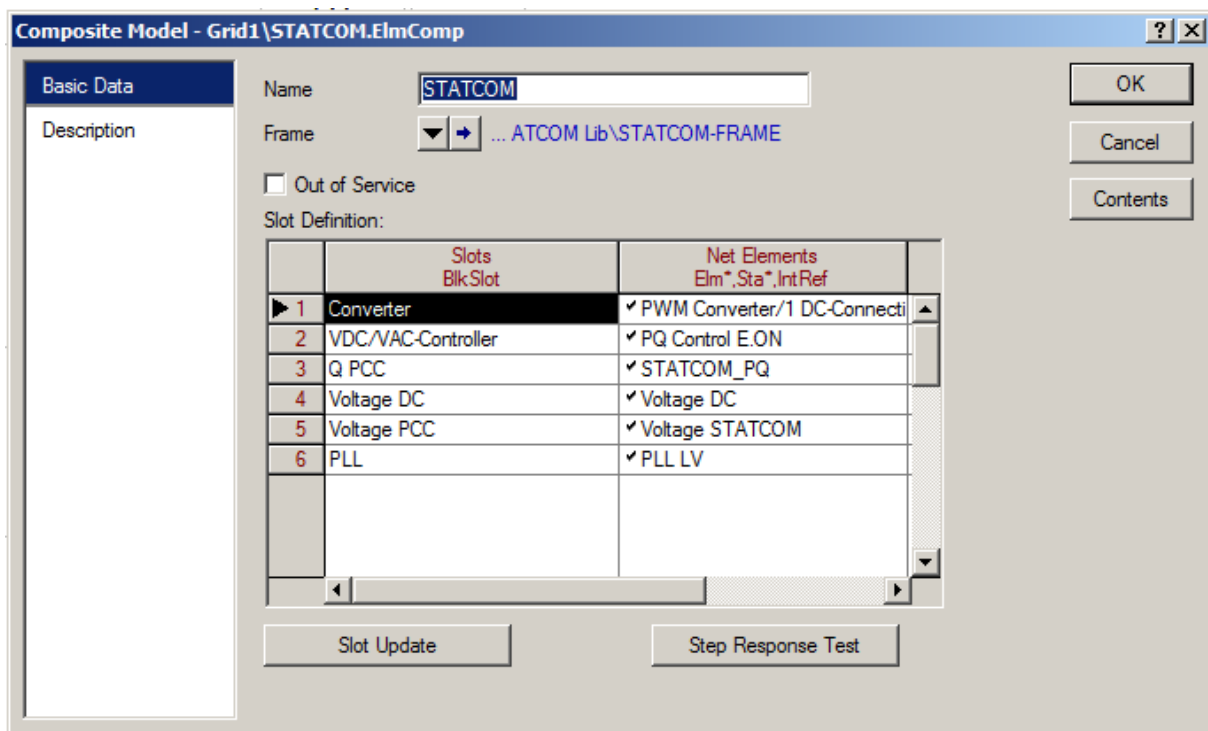 Composite Model - Grid1\STATCOM.ElmComp ? X
Basic Data
Description
Name STATCOM
Frame ... ATCOM Lib\STATCOM-FRAME
Out of Service
Slot Definition:
Slots Net Elements
BlkSlot Elm*,Sta*,IntRef
1 Converter PWM Converter/1 DC-Connecti
2 VDC/VAC-Controller PQ Control E.ON
3 Q PCC STATCOM_PQ
4 Voltage DC Voltage DC
5 Voltage PCC Voltage STATCOM
6 PLL PLL LV
Slot Update Step Response Test
OK
Cancel
Contents